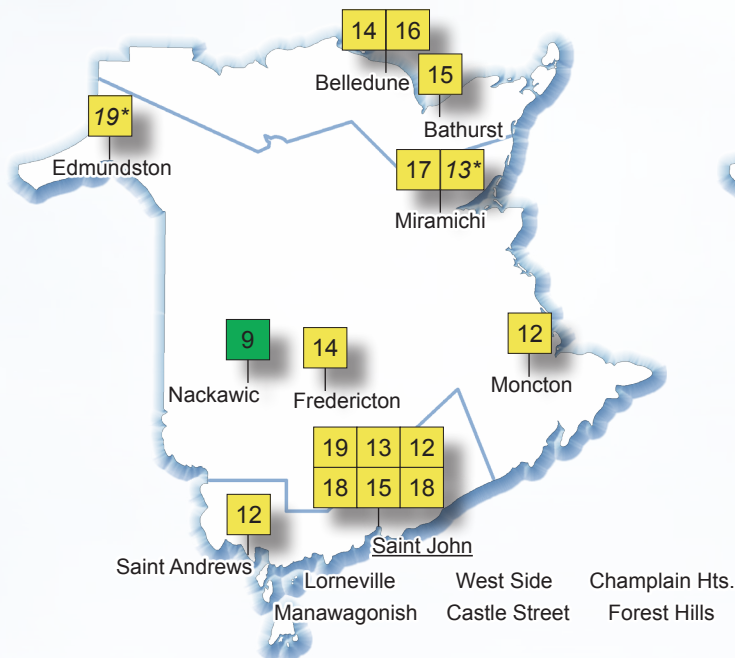 14 16
Belledune
15
Bathurst
19*
Edmundston
17 13*
Miramichi
9
Nackawic
14
Fredericton
12
Moncton
19 13 12
18 15 18
Saint John
12
Saint Andrews
Lorneville West Side Champlain Hts.
Manawagonish Castle Street Forest Hills